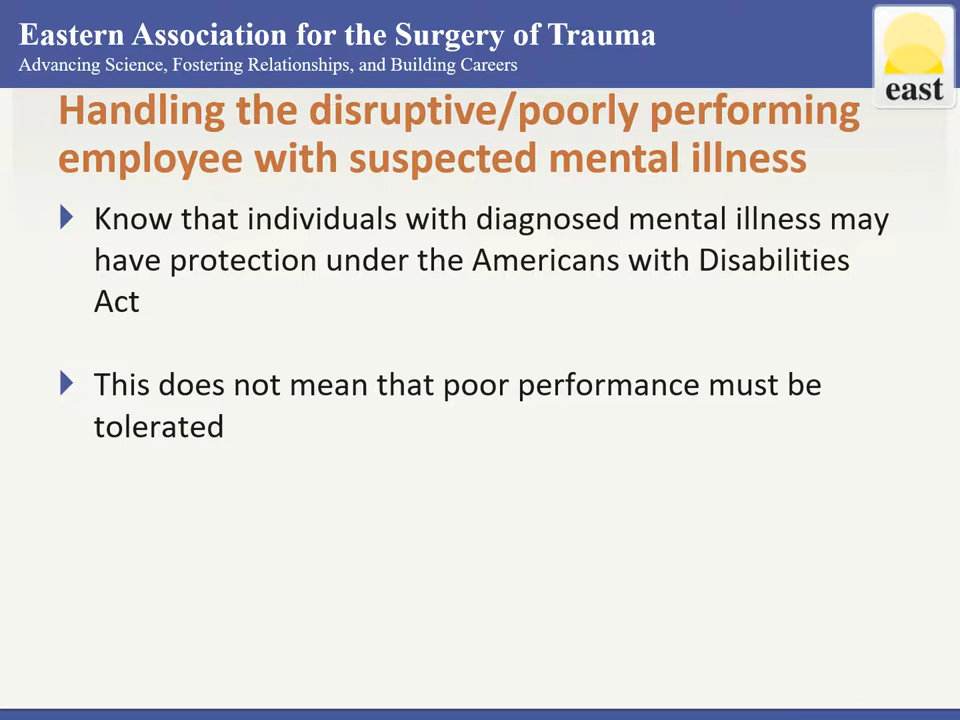 Eastern Association for the Surgery of Trauma
Advancing Science, Fostering Relationships, and Building Careers
east
Handling the disruptive/poorly performing
employee with suspected mental illness
Know that individuals with diagnosed mental illness may
have protection under the Americans with Disabilities
Act
This does not mean that poor performance must be
tolerated